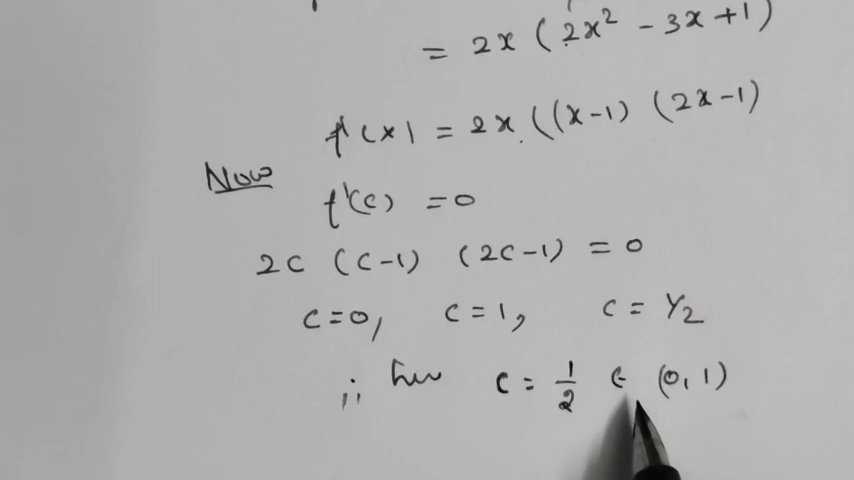 = 2x (2x² - 3x + 1)
f'(x) = 2x ((x-1) (2x-1)
Now
f'(c) = 0
2c (c-1) (2c-1) = 0
c = 0, c = 1, c = 1/2
c = 1/2 ∈ (0, 1)